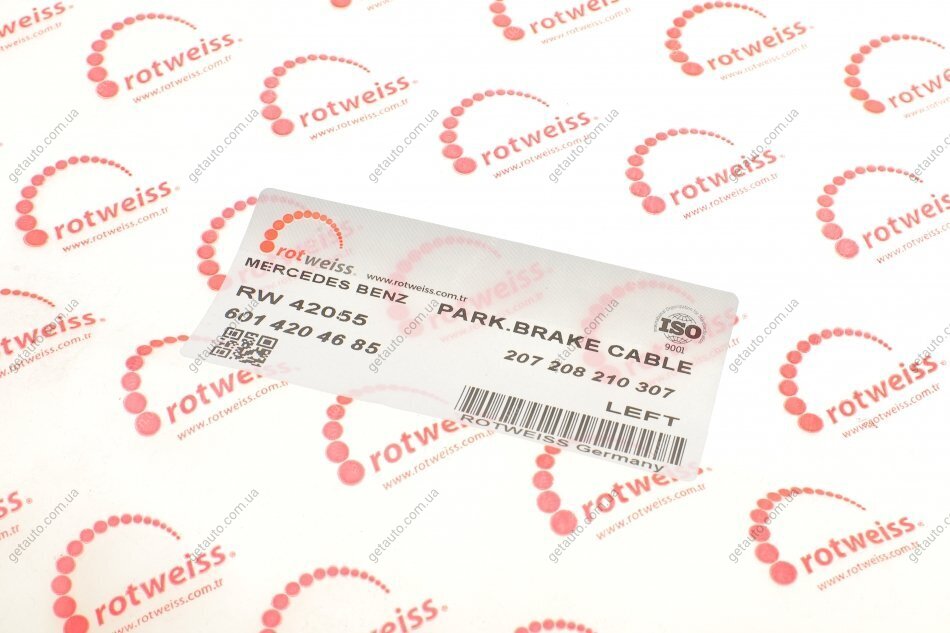 rotweiss.
www.rotweiss.com.tr
MERCEDES BENZ
PARK.BRAKE CABLE
RW 42055
207 208 210 307
601 420 46 85
LEFT
ISO
9001
ROTWEISS Germany
rotweiss.
www.rotweiss.com.tr
getauto.com.ua